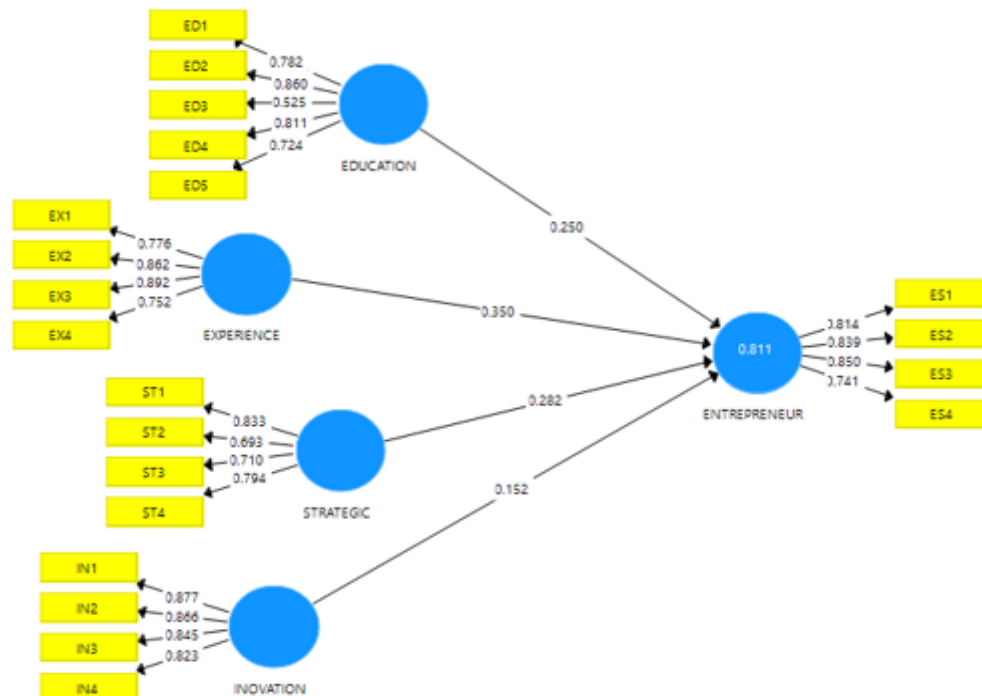 ED1
0.782
ED2
0.860
ED3
0.525
ED4
0.811
0.724
ED5
EDUCATION
0.250
EX1
0.776
EX2
0.862
EX3
0.892
0.752
EX4
EXPERIENCE
0.350
ST1
0.833
ST2
0.693
ST3
0.710
0.794
ST4
STRATEGIC
0.282
IN1
0.877
IN2
0.866
IN3
0.845
0.823
IN4
INOVATION
0.152
0.811
ENTREPRENEUR
ES1
0.814
ES2
0.839
0.850
ES3
0.741
ES4